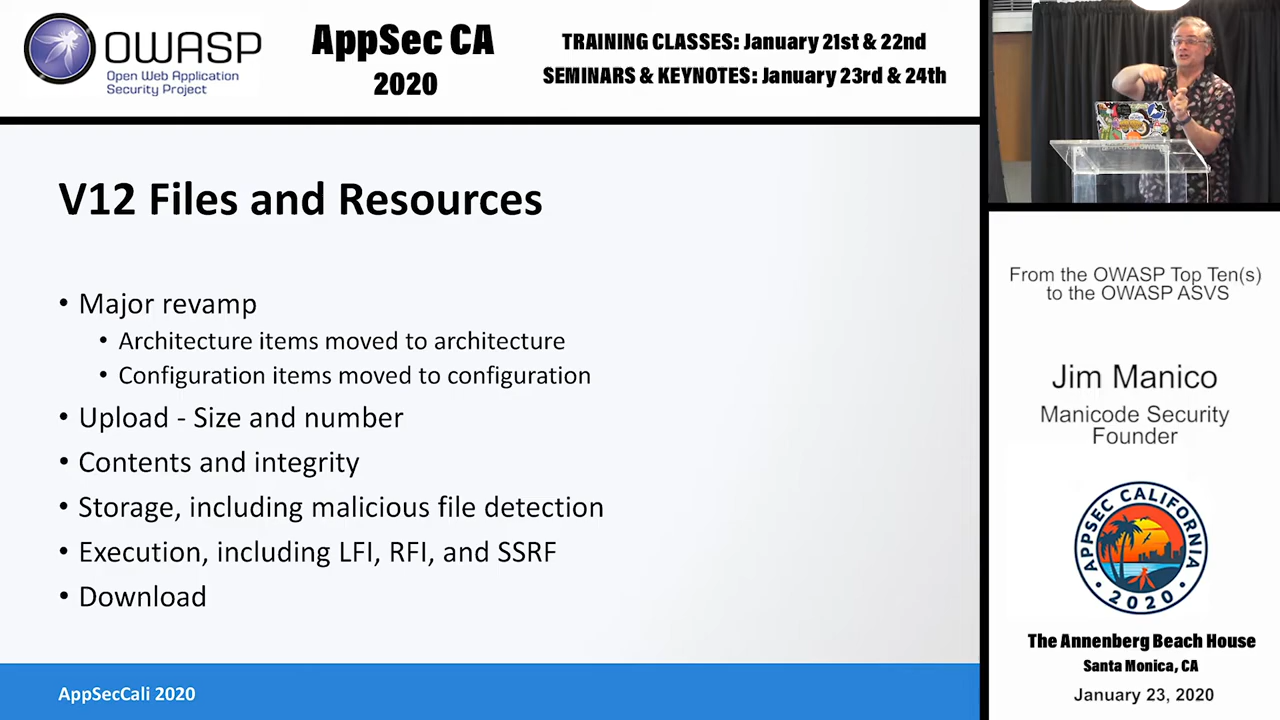 OWASP
Open Web Application
Security Project
AppSec CA
2020
TRAINING CLASSES: January 21st & 22nd
SEMINARS & KEYNOTES: January 23rd & 24th
V12 Files and Resources
• Major revamp
• Architecture items moved to architecture
• Configuration items moved to configuration
• Upload - Size and number
• Contents and integrity
• Storage, including malicious file detection
• Execution, including LFI, RFI, and SSRF
• Download
AppSecCali 2020
From the OWASP Top Ten(s)
to the OWASP ASVS
Jim Manico
Manicode Security
Founder
APPSEC CALIFORNIA
• 2020 •
The Annenberg Beach House
Santa Monica, CA
January 23, 2020